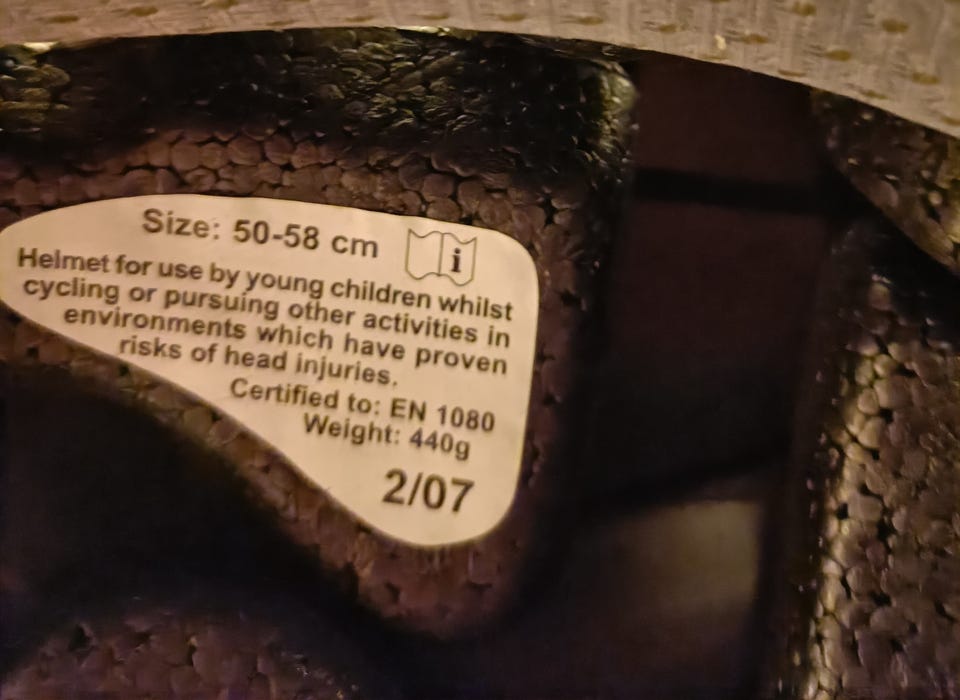 Size: 50-58 cm
i
Helmet for use by young children whilst
cycling or pursuing other activities in
environments which have proven
risks of head injuries.
Certified to: EN 1080
Weight: 440g
2/07